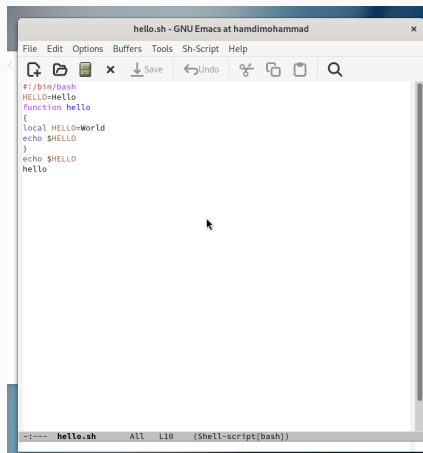 hello.sh - GNU Emacs at hamdimohammad ×
File Edit Options Buffers Tools Sh-Script Help
Save Undo
#!/bin/bash
HELLO=Hello
function hello
{
local HELLO=World
echo $HELLO
}
echo $HELLO
hello
-:--- hello.sh All L10 (Shell-script[bash])